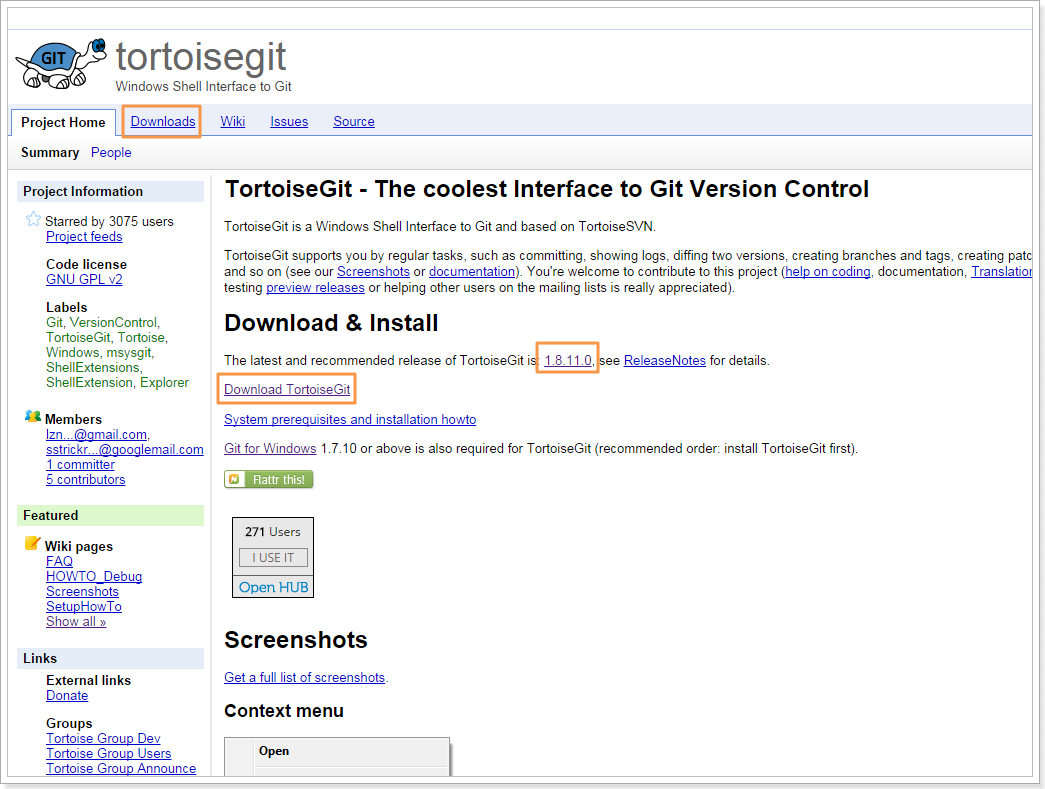 GIT
tortoisegit
Windows Shell Interface to Git
Project Home Downloads Wiki Issues Source
Summary People
Project Information
Starred by 3075 users
Project feeds
Code license
GNU GPL v2
Labels
Git, VersionControl,
TortoiseGit, Tortoise,
Windows, msysgit,
ShellExtensions,
ShellExtension, Explorer
Members
lzn...@gmail.com,
sstrickr...@googlemail.com
1 committer
5 contributors
Featured
Wiki pages
FAQ
HOWTO_Debug
Screenshots
SetupHowTo
Show all »
Links
External links
Donate
Groups
Tortoise Group Dev
Tortoise Group Users
Tortoise Group Announce
TortoiseGit - The coolest Interface to Git Version Control
TortoiseGit is a Windows Shell Interface to Git and based on TortoiseSVN.
TortoiseGit supports you by regular tasks, such as committing, showing logs, diffing two versions, creating branches and tags, creating patc
and so on (see our Screenshots or documentation). You're welcome to contribute to this project (help on coding, documentation, Translation
testing preview releases or helping other users on the mailing lists is really appreciated).
Download & Install
The latest and recommended release of TortoiseGit is: 1.8.11.0, see ReleaseNotes for details.
Download TortoiseGit
System prerequisites and installation howto
Git for Windows 1.7.10 or above is also required for TortoiseGit (recommended order: install TortoiseGit first).
Flattr this!
271 Users
I USE IT
Open HUB
Screenshots
Get a full list of screenshots.
Context menu
Open